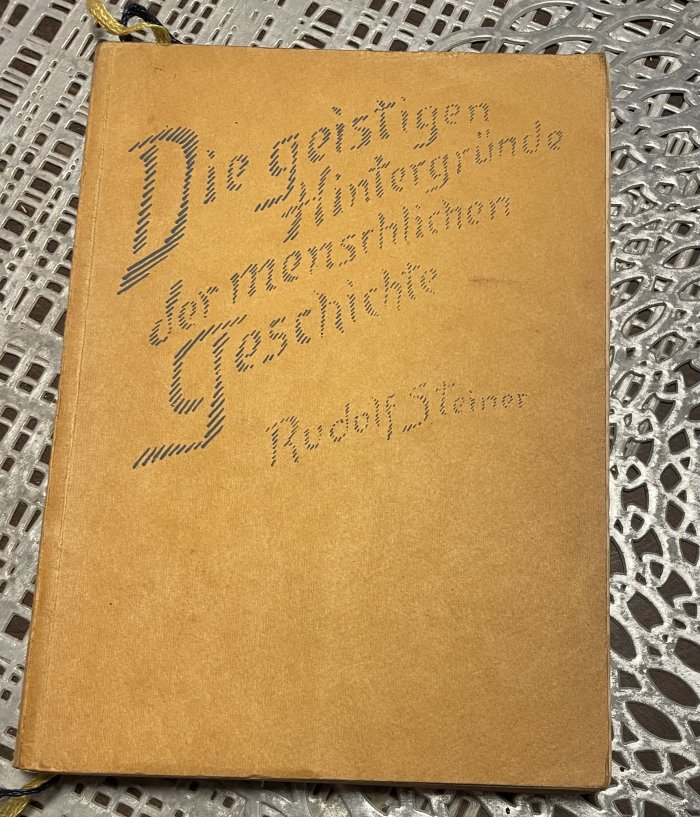 Die geistigen
Hintergründe
der menschlichen
Geschichte
Rudolf Steiner